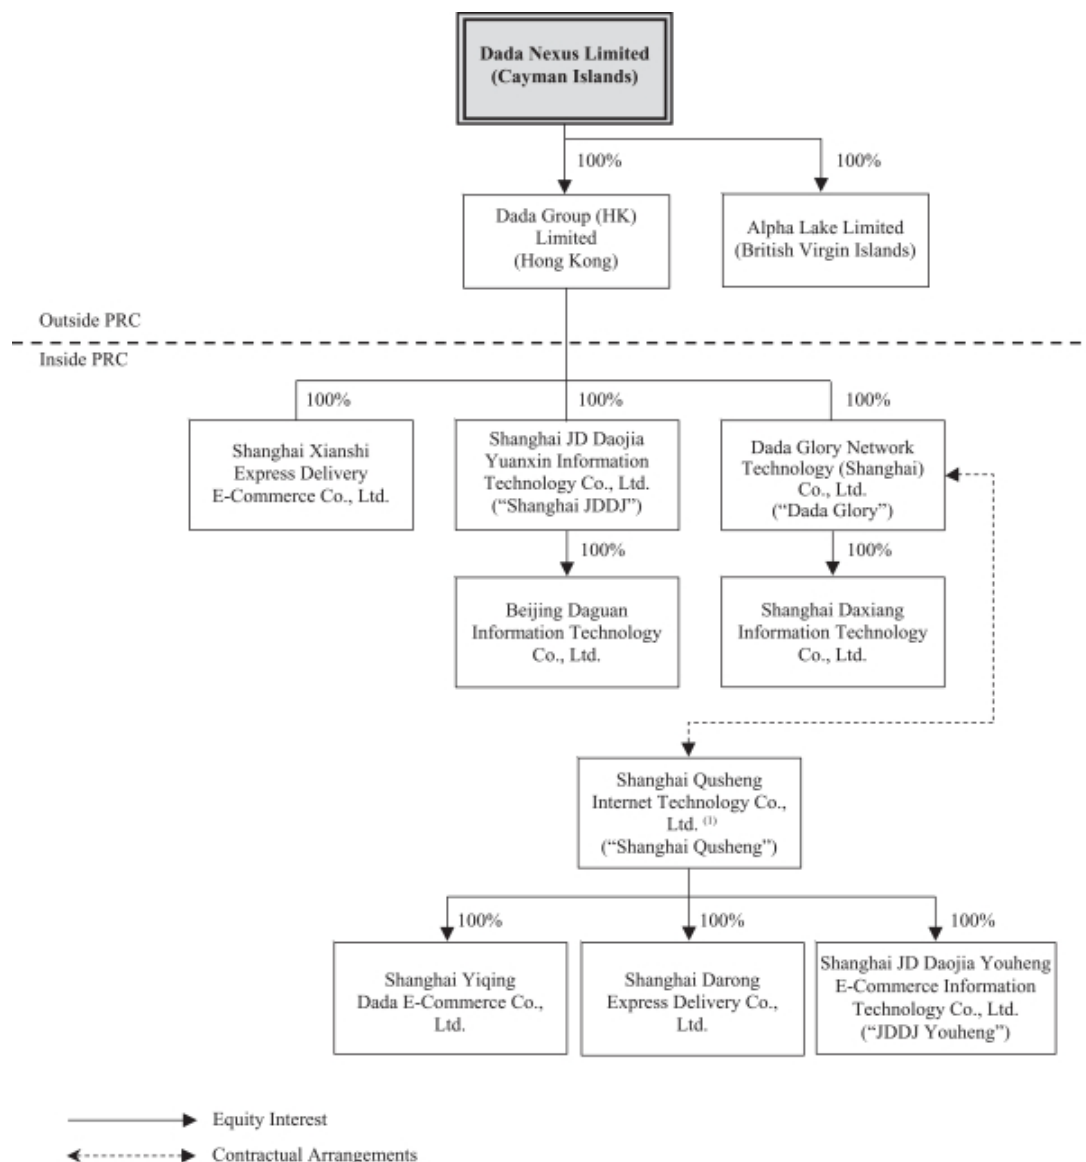 Dada Nexus Limited
(Cayman Islands)
100%
100%
Dada Group (HK)
Limited
(Hong Kong)
Alpha Lake Limited
(British Virgin Islands)
Outside PRC
Inside PRC
100%
100%
100%
Shanghai Xianshi
Express Delivery
E-Commerce Co., Ltd.
Shanghai JD Daojia
Yuanxin Information
Technology Co., Ltd.
(“Shanghai JDDJ”)
Dada Glory Network
Technology (Shanghai)
Co., Ltd.
(“Dada Glory”)
100%
100%
Beijing Daguan
Information Technology
Co., Ltd.
Shanghai Daxiang
Information Technology
Co., Ltd.
Shanghai Qusheng
Internet Technology Co.,
Ltd. (1)
(“Shanghai Qusheng”)
100%
100%
100%
Shanghai Yiqing
Dada E-Commerce Co.,
Ltd.
Shanghai Darong
Express Delivery Co.,
Ltd.
Shanghai JD Daojia Youheng
E-Commerce Information
Technology Co., Ltd.
(“JDDJ Youheng”)
Equity Interest
Contractual Arrangements